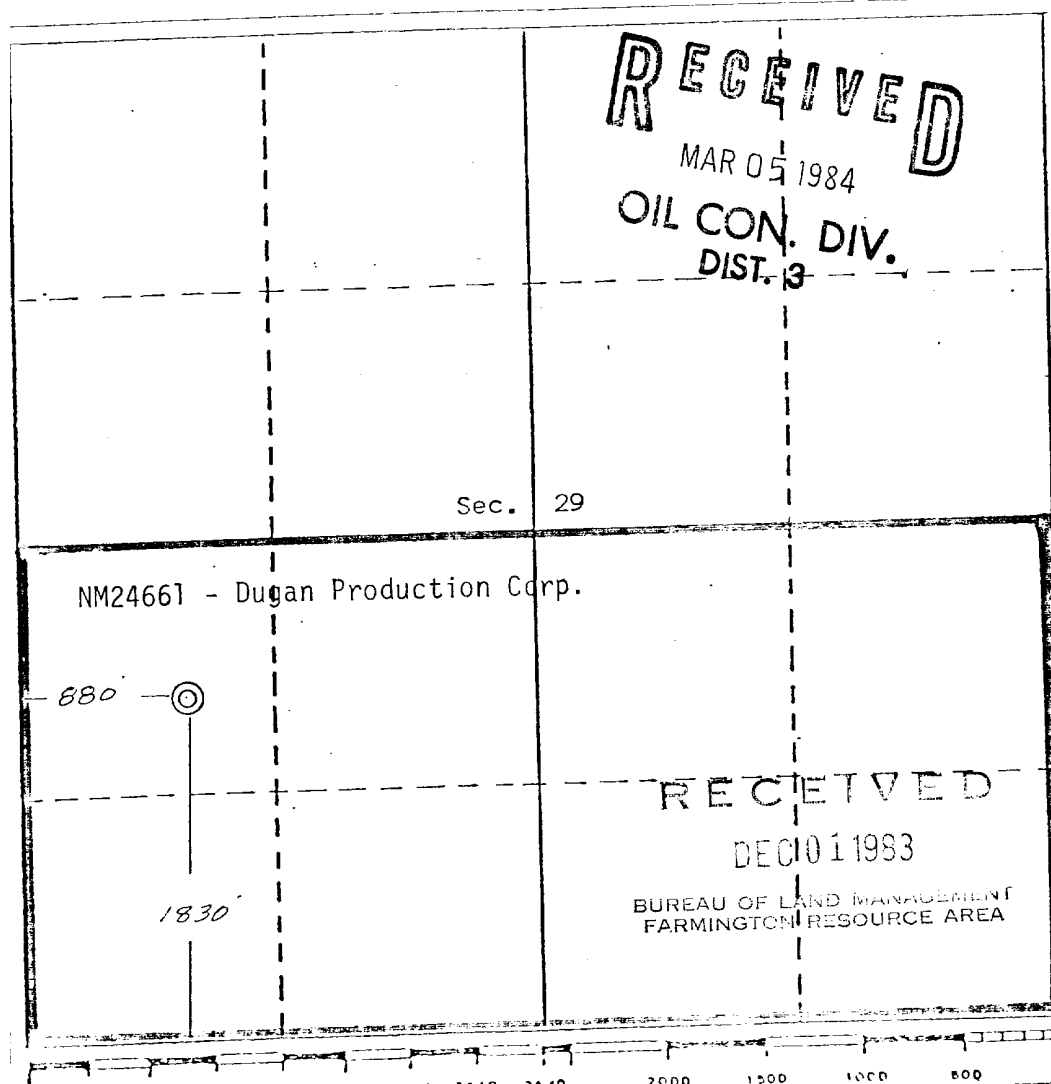 RECEIVED
MAR 05 1984
OIL CON. DIV.
DIST. 3
Sec. 29
NM24661 - Dugan Production Corp.
880'
1830'
RECEIVED
DEC 01 1983
BUREAU OF LAND MANAGEMENT
FARMINGTON RESOURCE AREA
2000 1500 1000 500